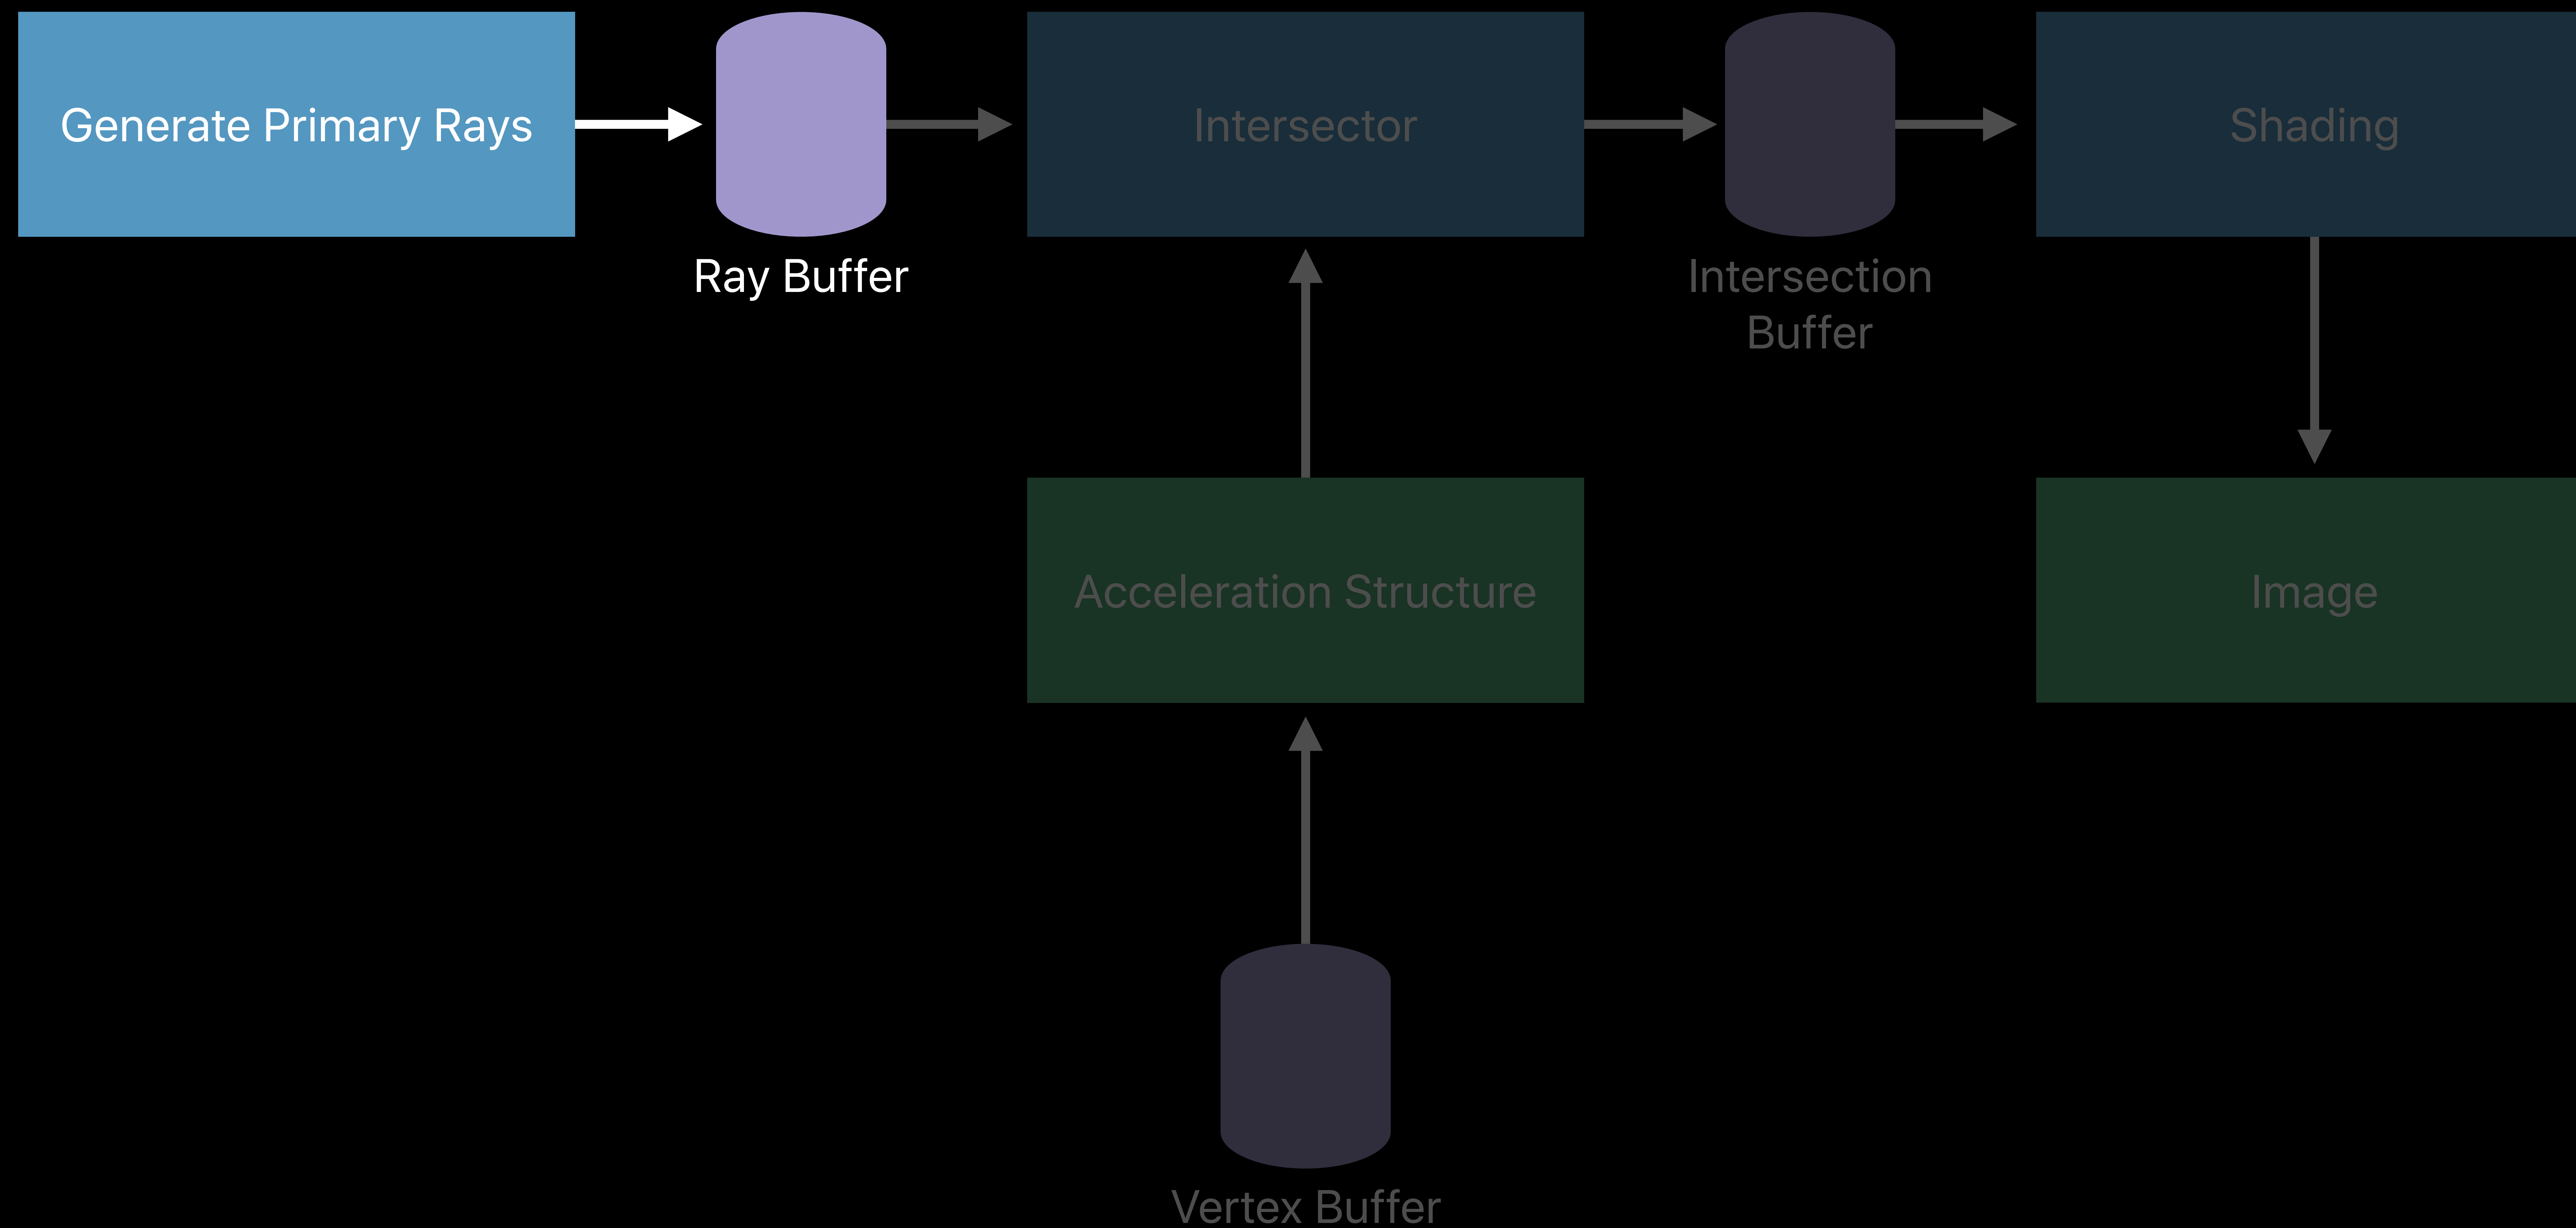 Generate Primary Rays
Intersector
Shading
Ray Buffer
Intersection
Buffer
Acceleration Structure
Image
Vertex Buffer